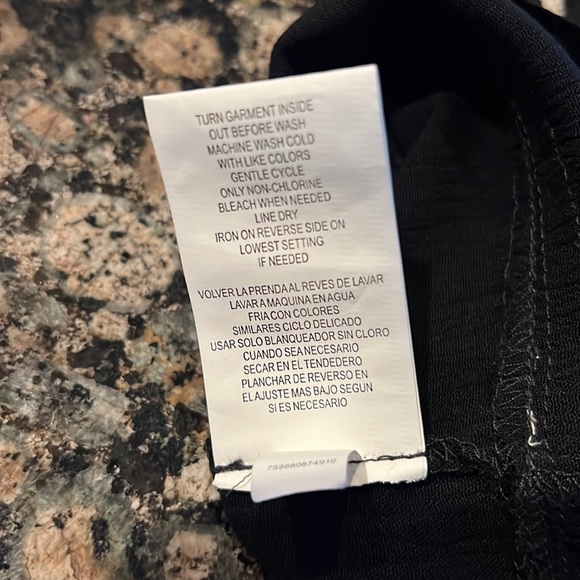 TURN GARMENT INSIDE
OUT BEFORE WASH
MACHINE WASH COLD
WITH LIKE COLORS
GENTLE CYCLE
ONLY NON-CHLORINE
BLEACH WHEN NEEDED
LINE DRY
IRON ON REVERSE SIDE ON
LOWEST SETTING
IF NEEDED
VOLVER LA PRENDA AL REVES DE LAVAR
LAVAR A MAQUINA EN AGUA
FRIA CON COLORES
SIMILARES CICLO DELICADO
USAR SOLO BLANQUEADOR SIN CLORO
CUANDO SEA NECESARIO
SECAR EN EL TENDEDERO
PLANCHAR DE REVERSO EN
EL AJUSTE MAS BAJO SEGUN
SI ES NECESARIO
759880874910